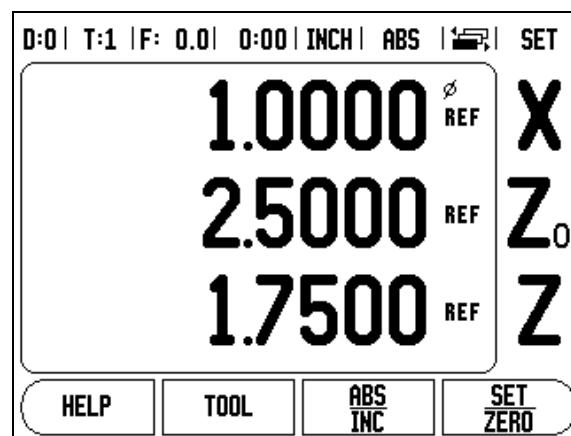 D:0 | T:1 | F: 0.0 | 0:00 | INCH | ABS | SET
1.0000 ø REF X
2.5000 REF Z0
1.7500 REF Z
HELP TOOL ABS/INC SET/ZERO